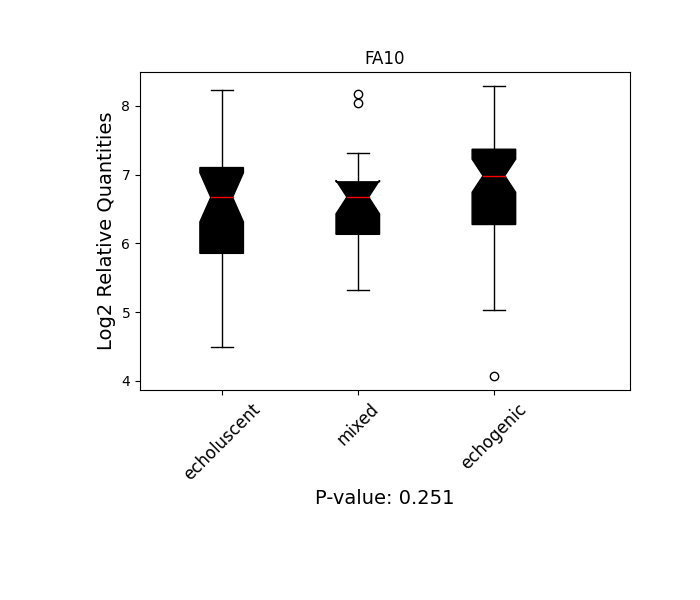 FA10
Log2 Relative Quantities
8
7
6
5
4
echoluscent
mixed
echogenic
P-value: 0.251